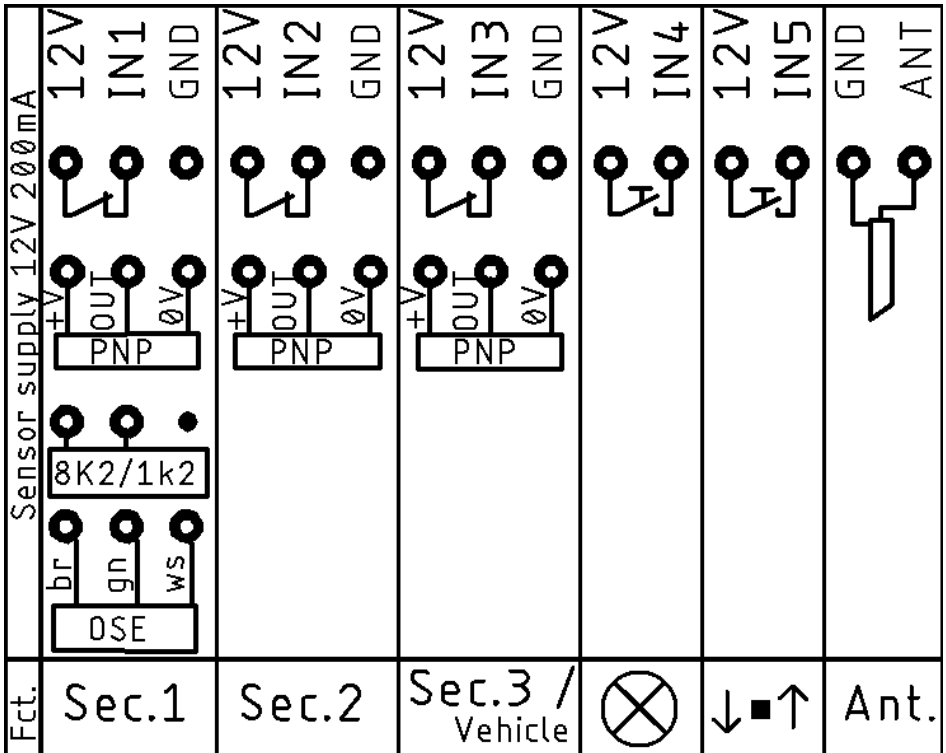 Sensor supply 12V 200mA
12V IN1 GND
12V IN2 GND
12V IN3 GND
12V IN4
12V IN5
GND ANT
+V OUT 0V
PNP
+V OUT 0V
PNP
+V OUT 0V
PNP
8K2/1k2
br gn ws
OSE
Fct.
Sec.1
Sec.2
Sec.3 /
Vehicle
↓■↑
Ant.